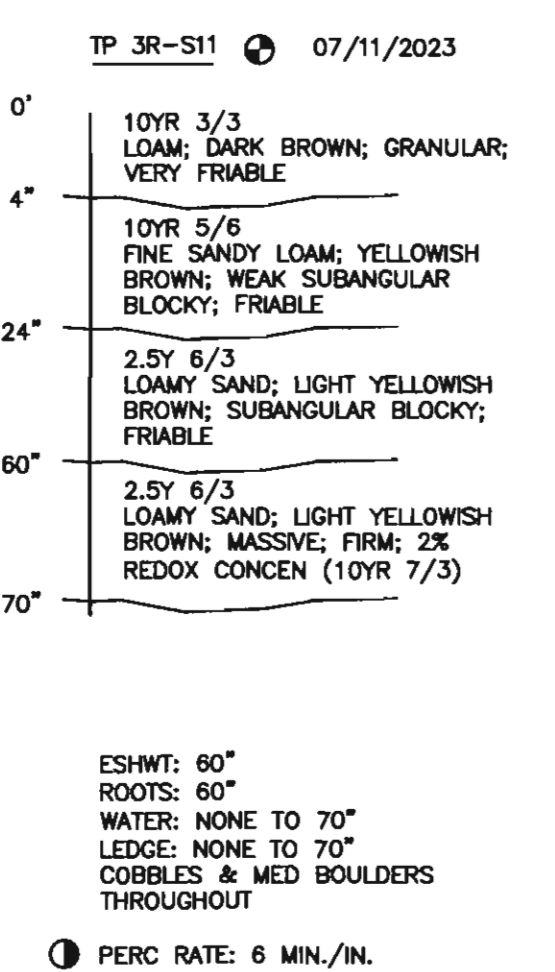 TP 3R-S11 07/11/2023
0'
10YR 3/3
LOAM; DARK BROWN; GRANULAR;
VERY FRIABLE
4"
10YR 5/6
FINE SANDY LOAM; YELLOWISH
BROWN; WEAK SUBANGULAR
BLOCKY; FRIABLE
24"
2.5Y 6/3
LOAMY SAND; LIGHT YELLOWISH
BROWN; SUBANGULAR BLOCKY;
FRIABLE
60"
2.5Y 6/3
LOAMY SAND; LIGHT YELLOWISH
BROWN; MASSIVE; FIRM; 2%
REDOX CONCEN (10YR 7/3)
70"
ESHWT: 60"
ROOTS: 60"
WATER: NONE TO 70"
LEDGE: NONE TO 70"
COBBLES & MED BOULDERS
THROUGHOUT
PERC RATE: 6 MIN./IN.